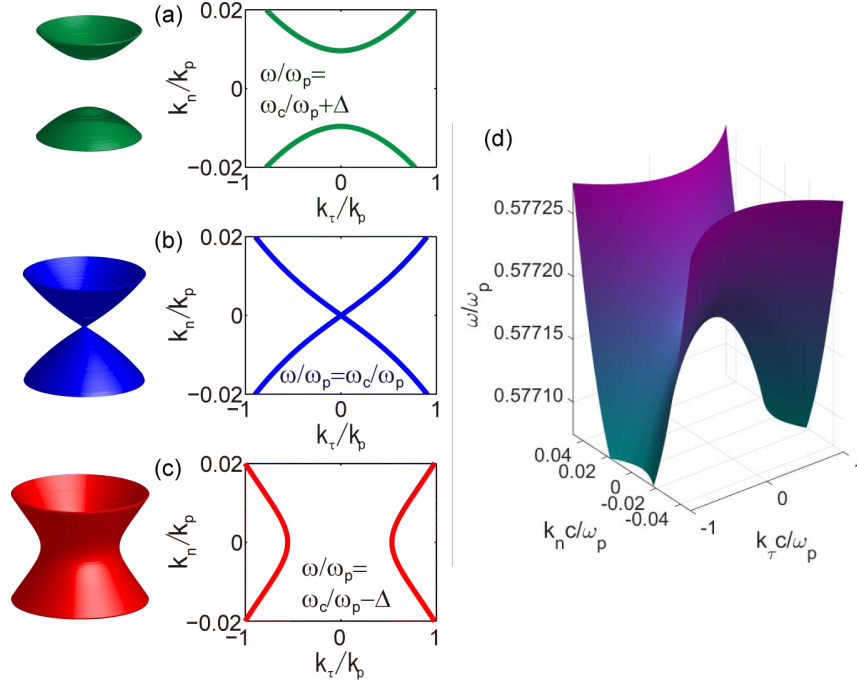 (a)
0.02
0
−0.02
−1
0
1
k_n/k_p
k_τ/k_p
ω/ω_p=
ω_c/ω_p+Δ
(b)
0.02
0
−0.02
−1
0
1
k_n/k_p
k_τ/k_p
ω/ω_p=ω_c/ω_p
(c)
0.02
0
−0.02
−1
0
1
k_n/k_p
k_τ/k_p
ω/ω_p=
ω_c/ω_p−Δ
(d)
0.57725
0.57720
0.57715
0.57710
ω/ω_p
0.04
0.02
0
-0.02
-0.04
k_n c/ω_p
-1
0
1
k_τ c/ω_p